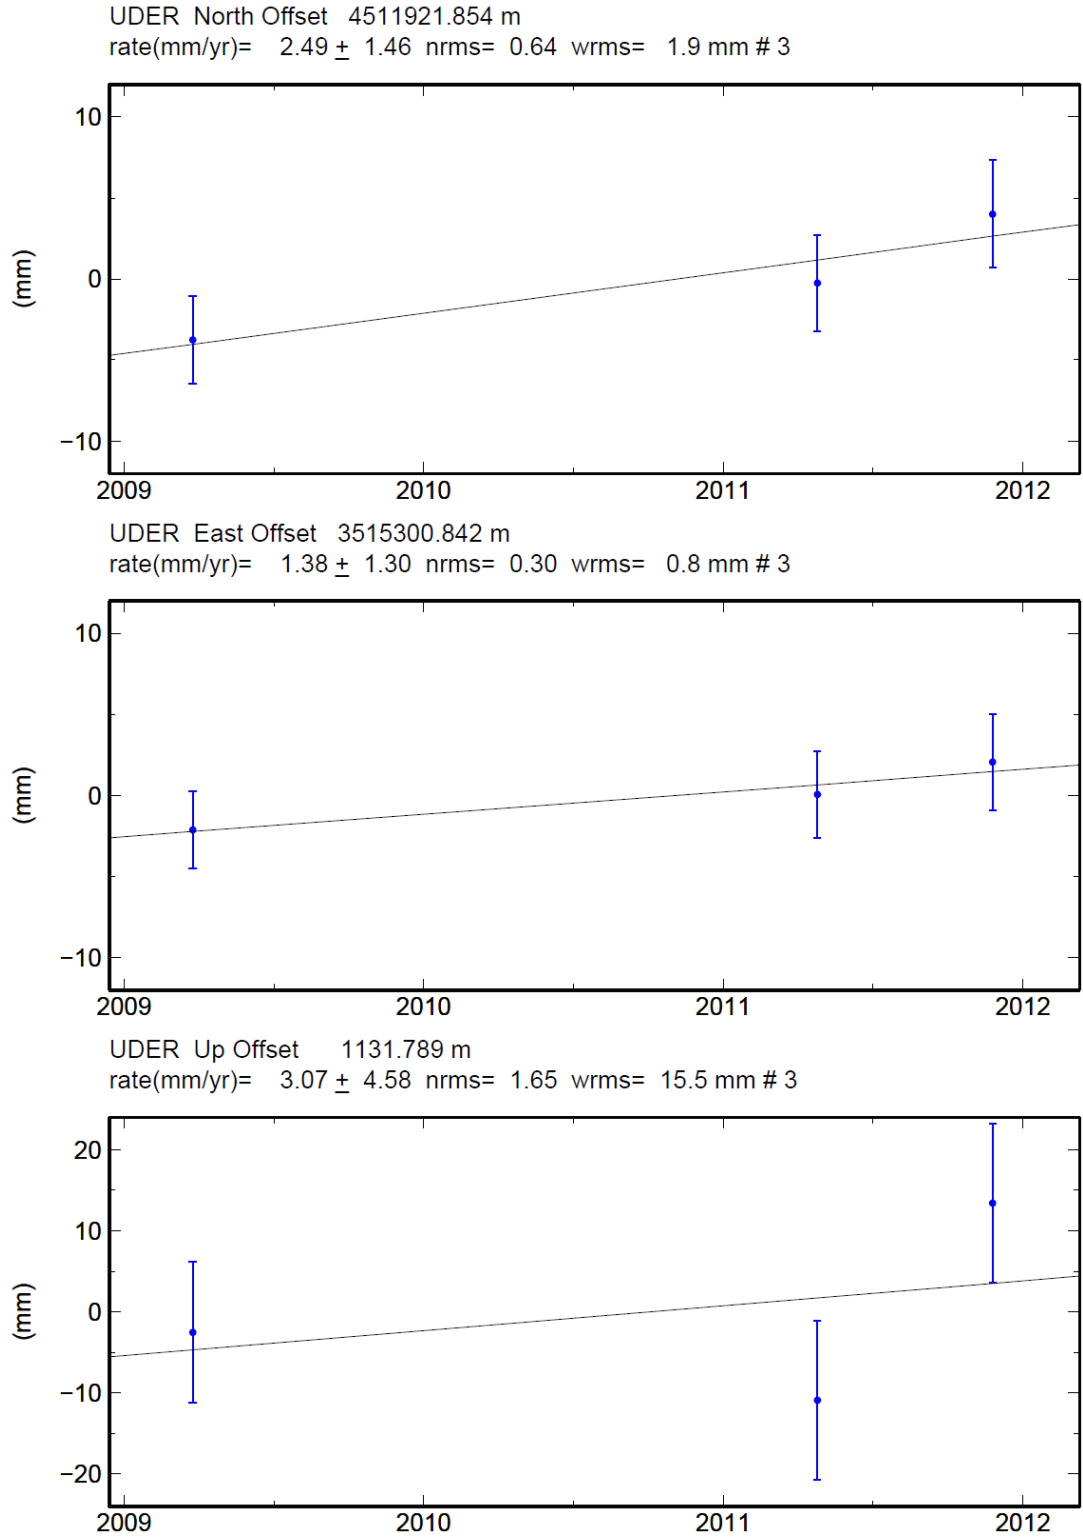 UDER North Offset 4511921.854 m
rate(mm/yr)= 2.49 ± 1.46 nrms= 0.64 wrms= 1.9 mm # 3
10
0
−10
(mm)
2009 2010 2011 2012
UDER East Offset 3515300.842 m
rate(mm/yr)= 1.38 ± 1.30 nrms= 0.30 wrms= 0.8 mm # 3
10
0
−10
(mm)
2009 2010 2011 2012
UDER Up Offset 1131.789 m
rate(mm/yr)= 3.07 ± 4.58 nrms= 1.65 wrms= 15.5 mm # 3
20
10
0
−10
−20
(mm)
2009 2010 2011 2012